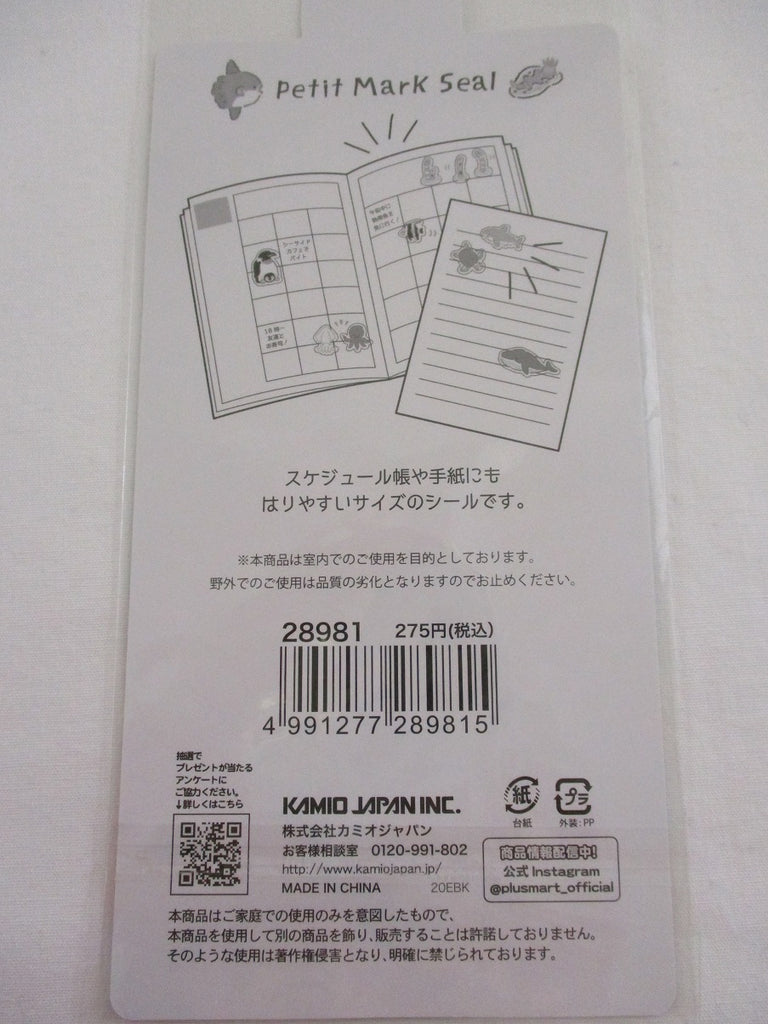 Petit Mark Seal
シーサイド
カフェで
バイト
18時〜
友達と
お寿司!
スケジュール帳や手紙にも
はりやすいサイズのシールです。
※本商品は室内でのご使用を目的としております。
野外でのご使用は品質の劣化となりますのでお止めください。
28981 275円(税込)
4 991277 289815
抽選で
プレゼントが当たる
アンケートに
ご協力ください。
↓詳しくはこちら
KAMIO JAPAN INC.
株式会社カミオジャパン
お客様相談室 0120-991-802
http://www.kamiojapan.jp/
MADE IN CHINA 20EBK
紙
台紙
プラ
外装:PP
商品情報配信中!
公式 Instagram
@plusmart_official
本商品はご家庭での使用のみを意図したもので、
本商品を使用して別の商品を飾り、販売することは許諾しておりません。
そのような使用は著作権侵害となり、明確に禁じられております。